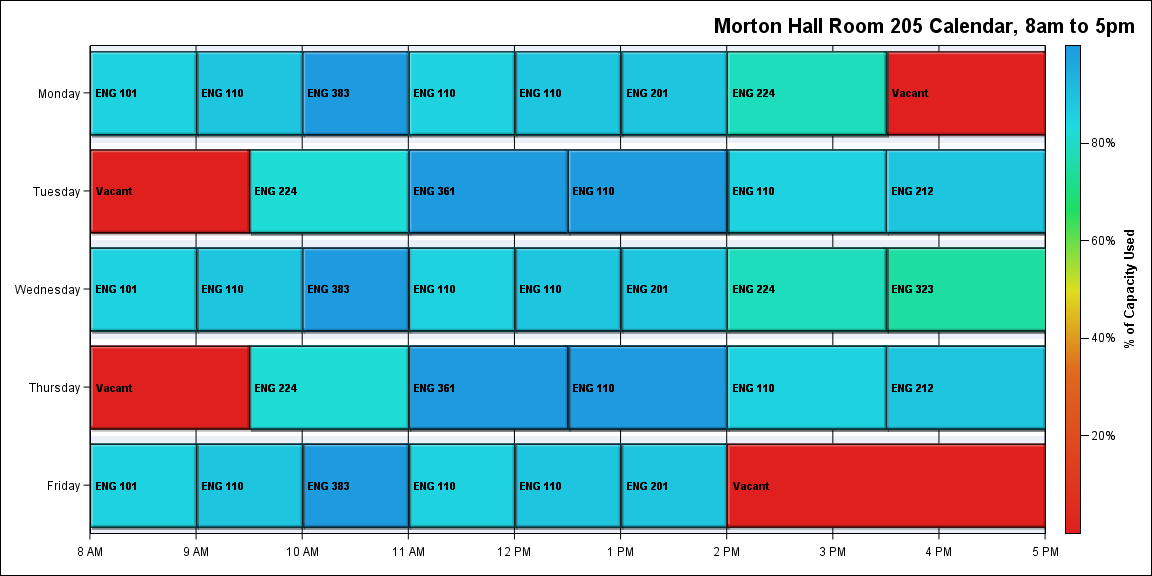 Morton Hall Room 205 Calendar, 8am to 5pm
Monday
ENG 101
ENG 110
ENG 383
ENG 110
ENG 110
ENG 201
ENG 224
Vacant
Tuesday
Vacant
ENG 224
ENG 361
ENG 110
ENG 110
ENG 212
Wednesday
ENG 101
ENG 110
ENG 383
ENG 110
ENG 110
ENG 201
ENG 224
ENG 323
Thursday
Vacant
ENG 224
ENG 361
ENG 110
ENG 110
ENG 212
Friday
ENG 101
ENG 110
ENG 383
ENG 110
ENG 110
ENG 201
Vacant
8 AM
9 AM
10 AM
11 AM
12 PM
1 PM
2 PM
3 PM
4 PM
5 PM
80%
60%
40%
20%
% of Capacity Used